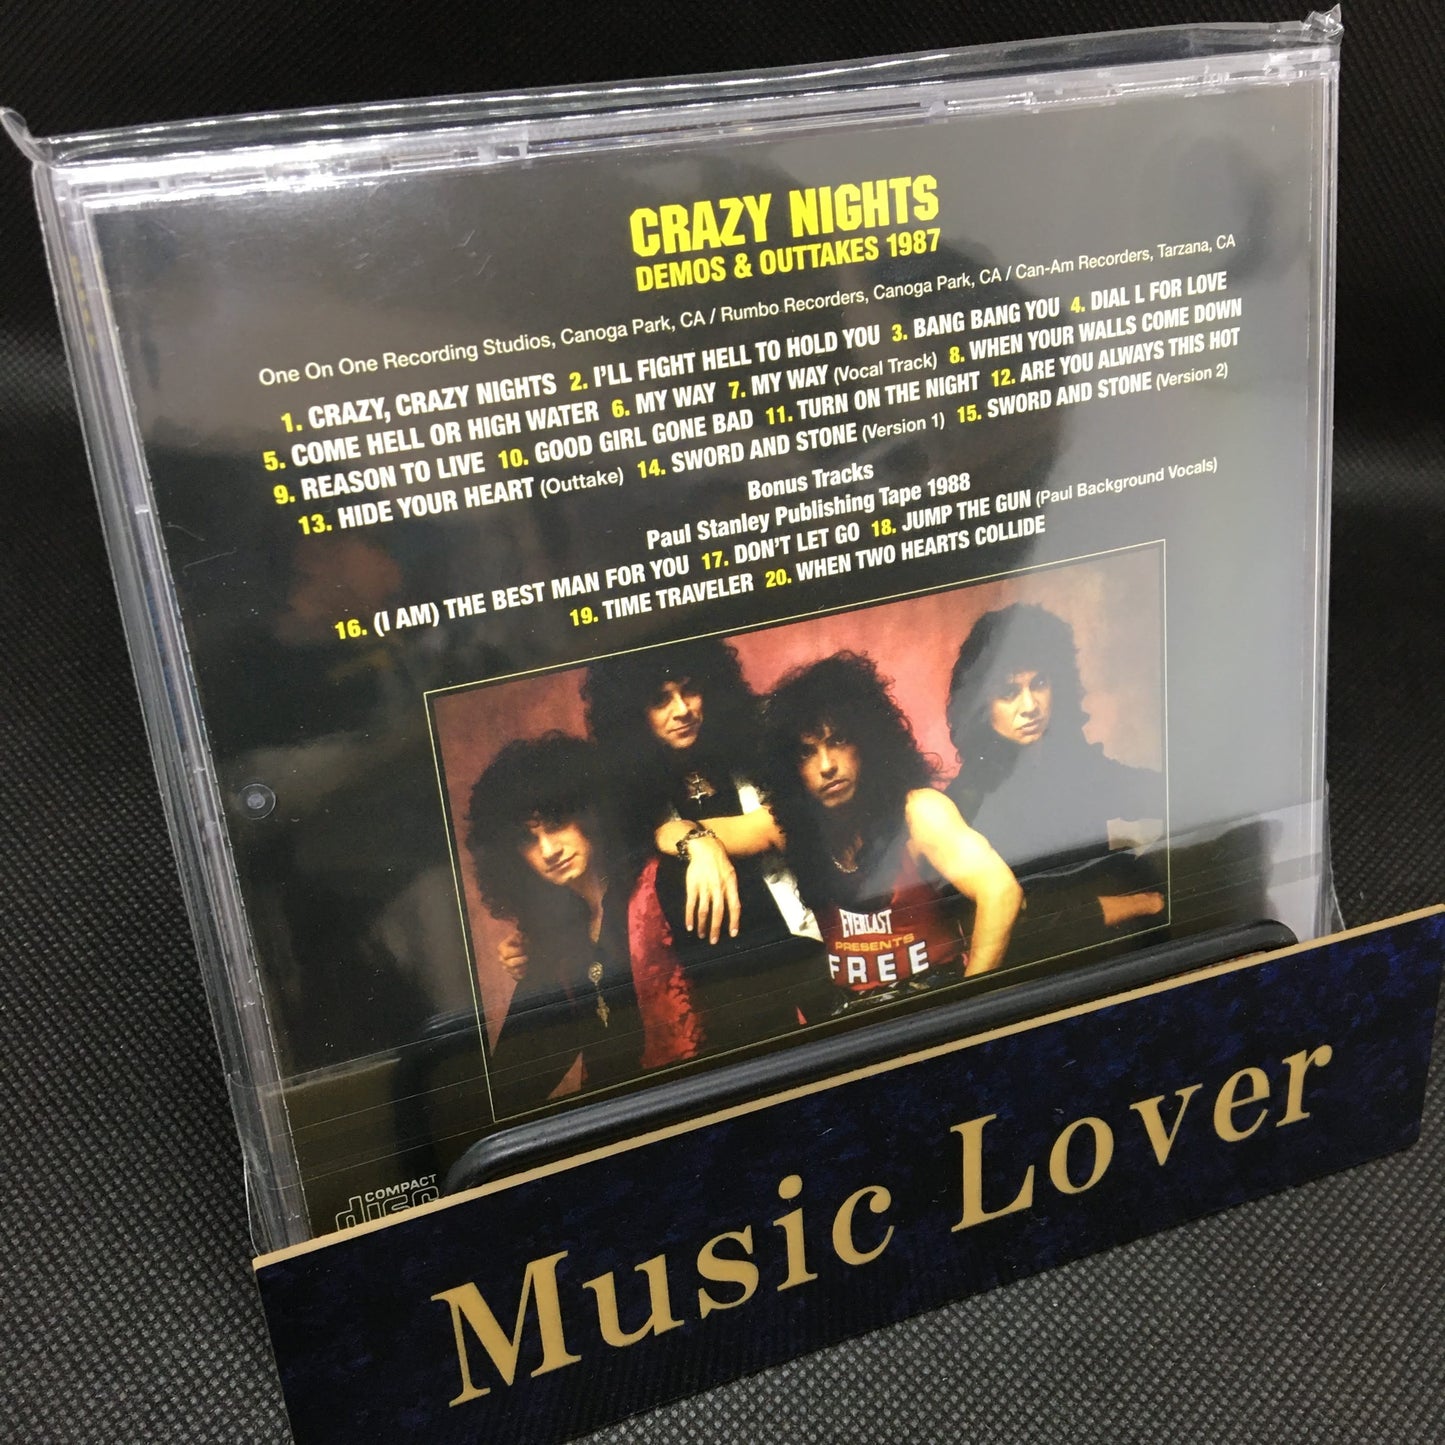 CRAZY NIGHTS
DEMOS & OUTTAKES 1987
One On One Recording Studios, Canoga Park, CA / Rumbo Recorders, Canoga Park, CA / Can-Am Recorders, Tarzana, CA
1. CRAZY, CRAZY NIGHTS 2. I'LL FIGHT HELL TO HOLD YOU 3. BANG BANG YOU 4. DIAL L FOR LOVE
5. COME HELL OR HIGH WATER 6. MY WAY 7. MY WAY (Vocal Track) 8. WHEN YOUR WALLS COME DOWN
9. REASON TO LIVE 10. GOOD GIRL GONE BAD 11. TURN ON THE NIGHT 12. ARE YOU ALWAYS THIS HOT
13. HIDE YOUR HEART (Outtake) 14. SWORD AND STONE (Version 1) 15. SWORD AND STONE (Version 2)
Bonus Tracks
Paul Stanley Publishing Tape 1988
16. (I AM) THE BEST MAN FOR YOU 17. DON'T LET GO 18. JUMP THE GUN (Paul Background Vocals)
19. TIME TRAVELER 20. WHEN TWO HEARTS COLLIDE
EVERLAST
PRESENTS
FREE
COMPACT
disc
Music Lover